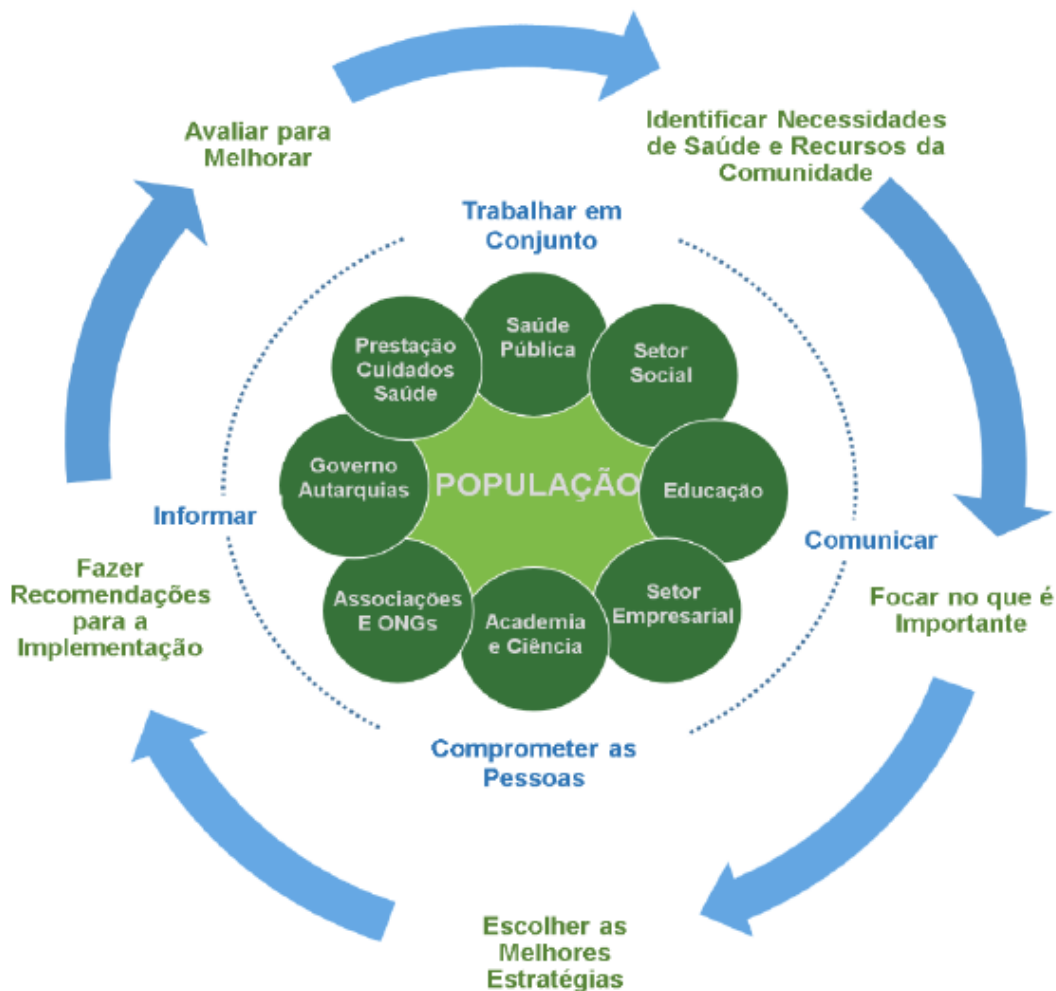 Avaliar para
Melhorar
Identificar Necessidades
de Saúde e Recursos da
Comunidade
Trabalhar em
Conjunto
Saúde
Pública
Prestação
Cuidados
Saúde
Setor
Social
Governo
Autarquias
POPULAÇÃO
Educação
Informar
Comunicar
Fazer
Recomendações
para a
Implementação
Associações
E ONGs
Academia
e Ciência
Setor
Empresarial
Focar no que é
Importante
Comprometer as
Pessoas
Escolher as
Melhores
Estratégias